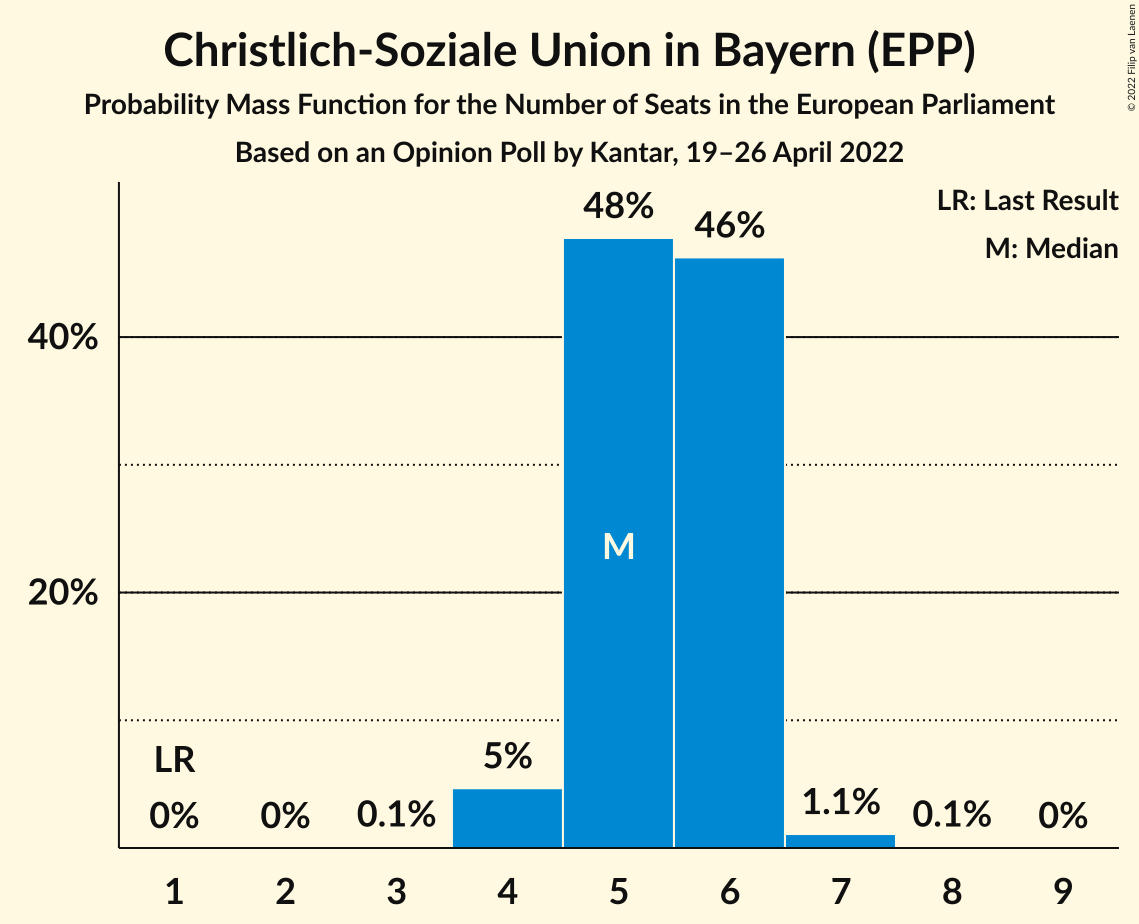 Christlich-Soziale Union in Bayern (EPP)
Probability Mass Function for the Number of Seats in the European Parliament
Based on an Opinion Poll by Kantar, 19–26 April 2022
© 2022 Filip van Laenen
LR: Last Result
M: Median
48%
46%
40%
M
20%
LR
0%
0%
0.1%
5%
1.1%
0.1%
0%
1 2 3 4 5 6 7 8 9